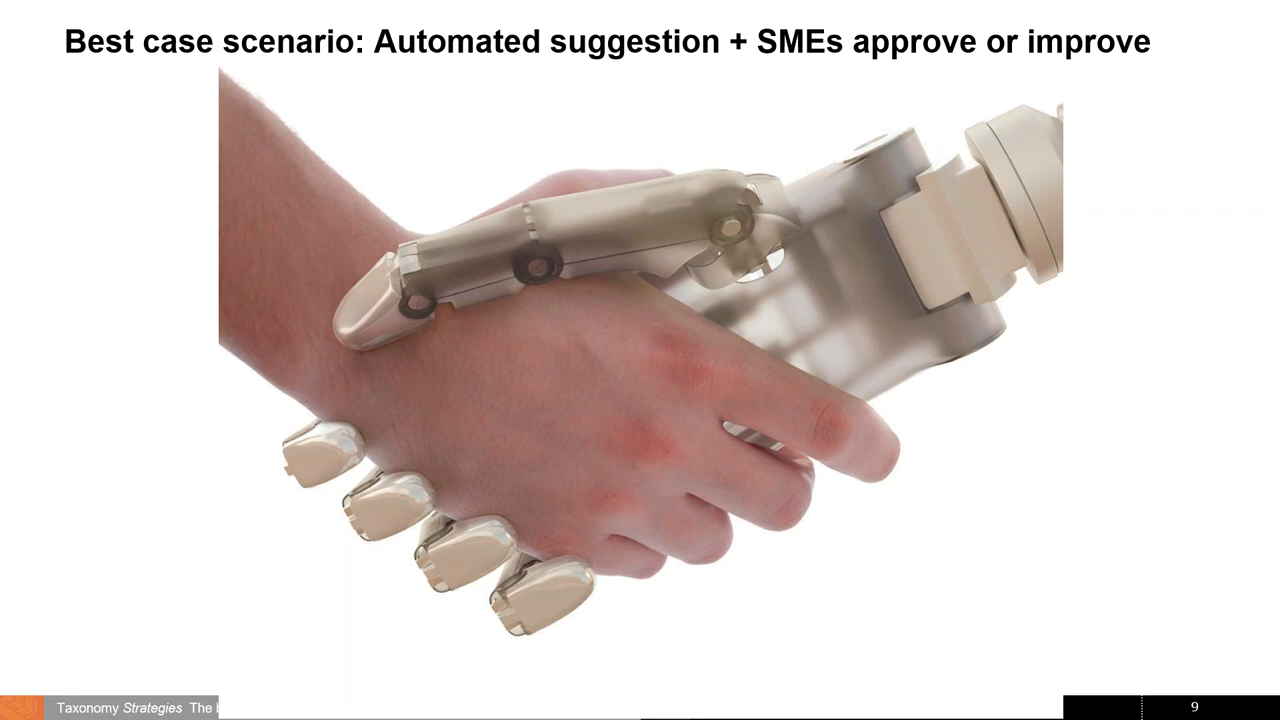 Best case scenario: Automated suggestion + SMEs approve or improve
Taxonomy Strategies The
9